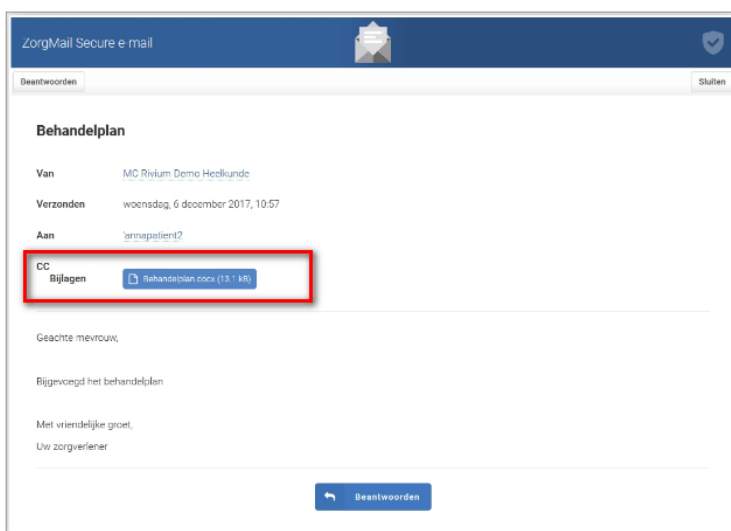 ZorgMail Secure e-mail
Beantwoorden Sluiten
Behandelplan
Van MC Rivium Demo Heelkunde
Verzonden woensdag, 6 december 2017, 10:57
Aan 'annapatient2
CC
Bijlagen Behandelplan.docx (13.1 kB)
Geachte mevrouw,
Bijgevoegd het behandelplan
Met vriendelijke groet,
Uw zorgverlener
Beantwoorden